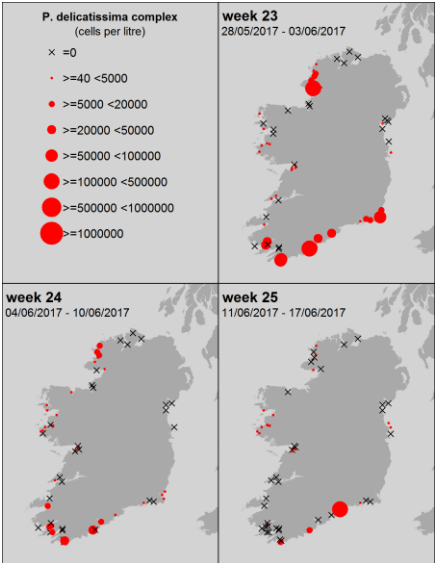 P. delicatissima complex
(cells per litre)
=0
>=40 <5000
>=5000 <20000
>=20000 <50000
>=50000 <100000
>=100000 <500000
>=500000 <1000000
>=1000000
week 23
28/05/2017 - 03/06/2017
week 24
04/06/2017 - 10/06/2017
week 25
11/06/2017 - 17/06/2017